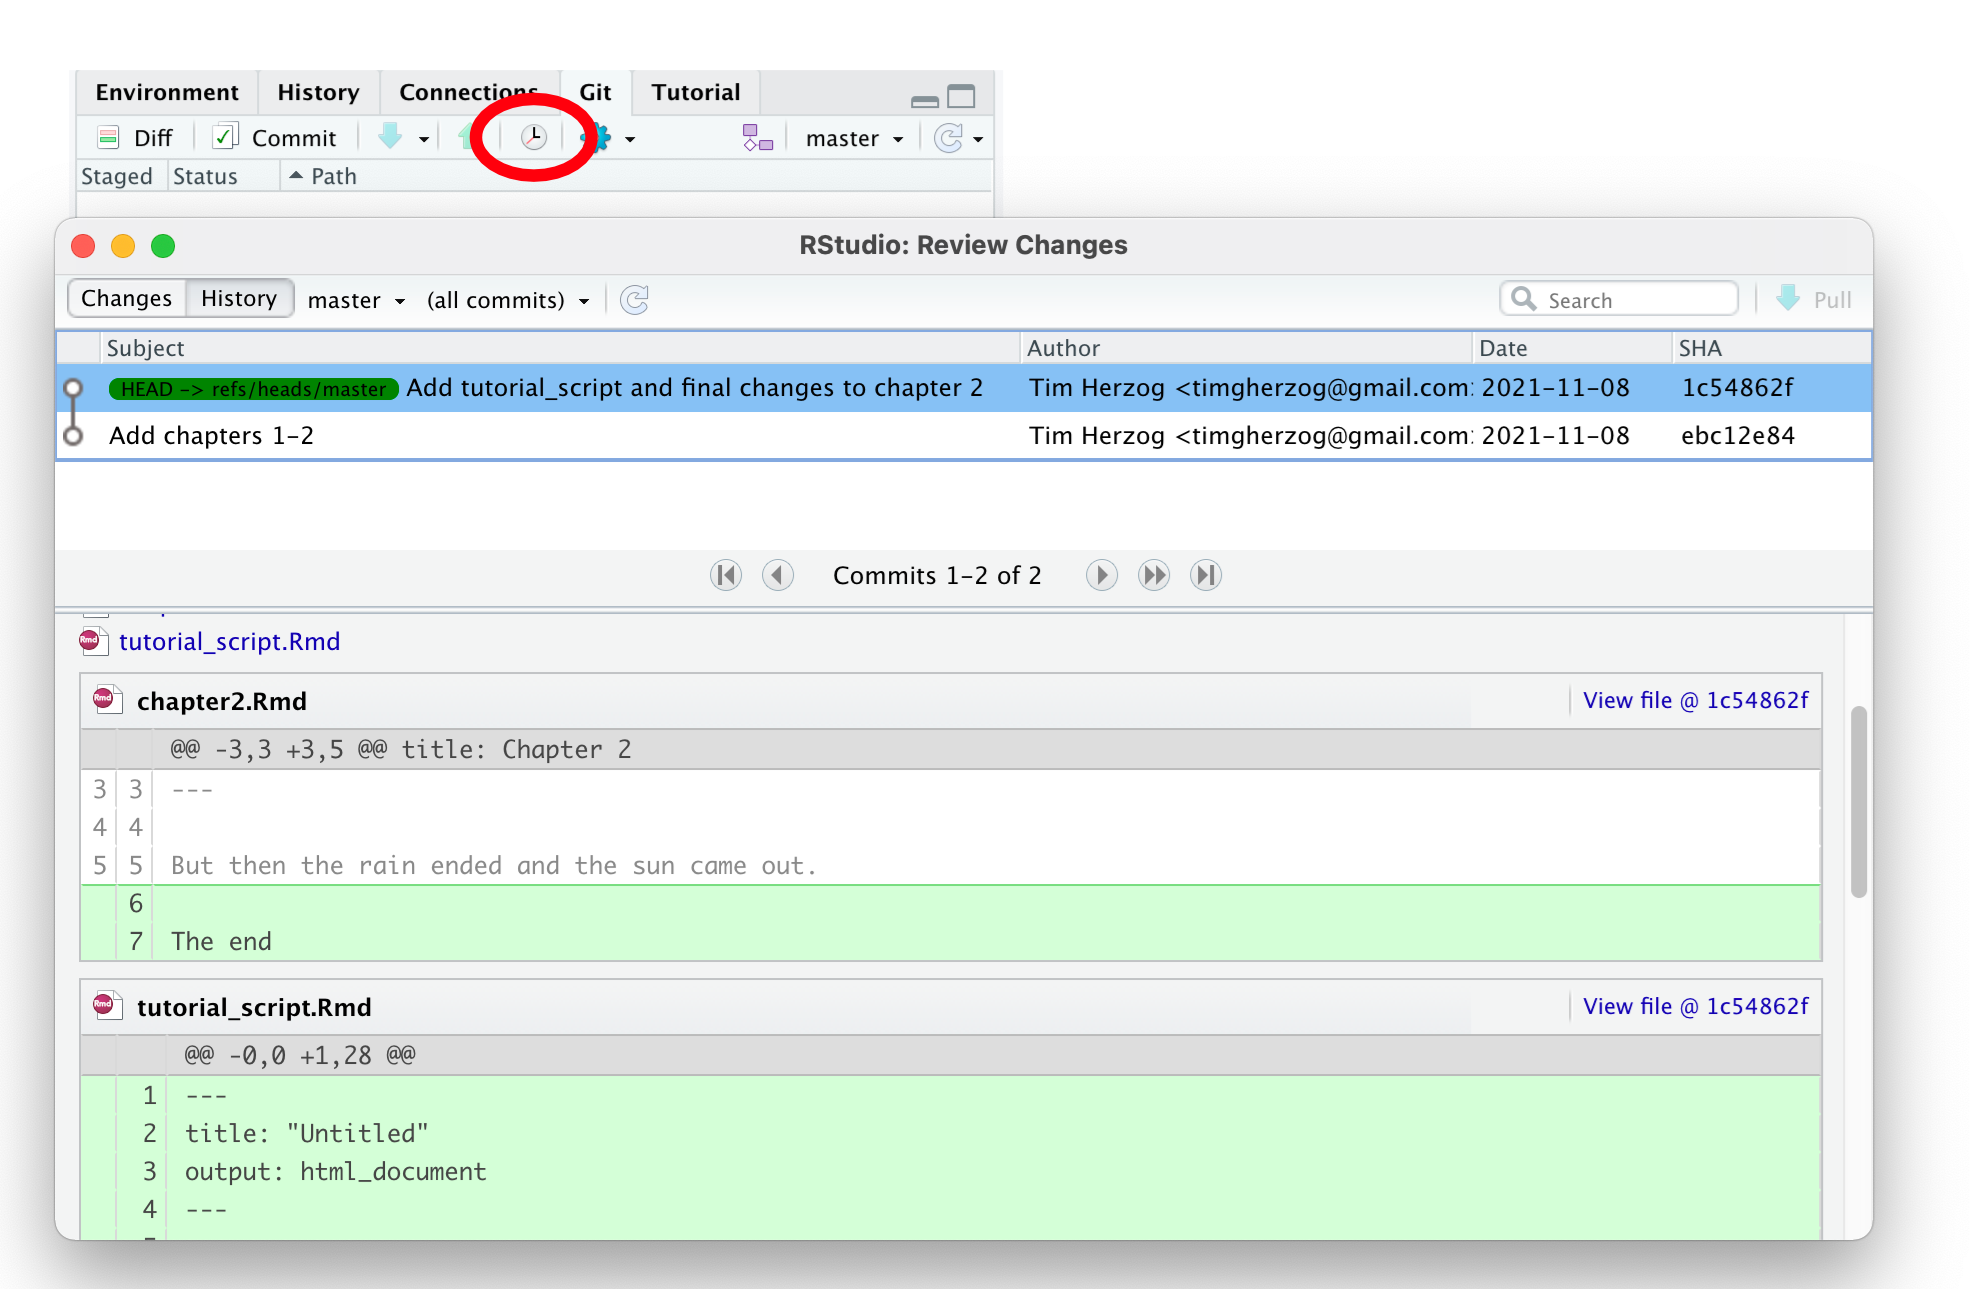 Environment History Connections Git Tutorial
Diff Commit master
Staged Status Path
RStudio: Review Changes
Changes History master (all commits) Search Pull
Subject Author Date SHA
HEAD -> refs/heads/master Add tutorial_script and final changes to chapter 2 Tim Herzog <timgherzog@gmail.com> 2021-11-08 1c54862f
Add chapters 1-2 Tim Herzog <timgherzog@gmail.com> 2021-11-08 ebc12e84
Commits 1-2 of 2
Rmd tutorial_script.Rmd
Rmd chapter2.Rmd View file @ 1c54862f
@@ -3,3 +3,5 @@ title: Chapter 2
3 3 ---
4 4
5 5 But then the rain ended and the sun came out.
6
7 The end
Rmd tutorial_script.Rmd View file @ 1c54862f
@@ -0,0 +1,28 @@
1 ---
2 title: "Untitled"
3 output: html_document
4 ---